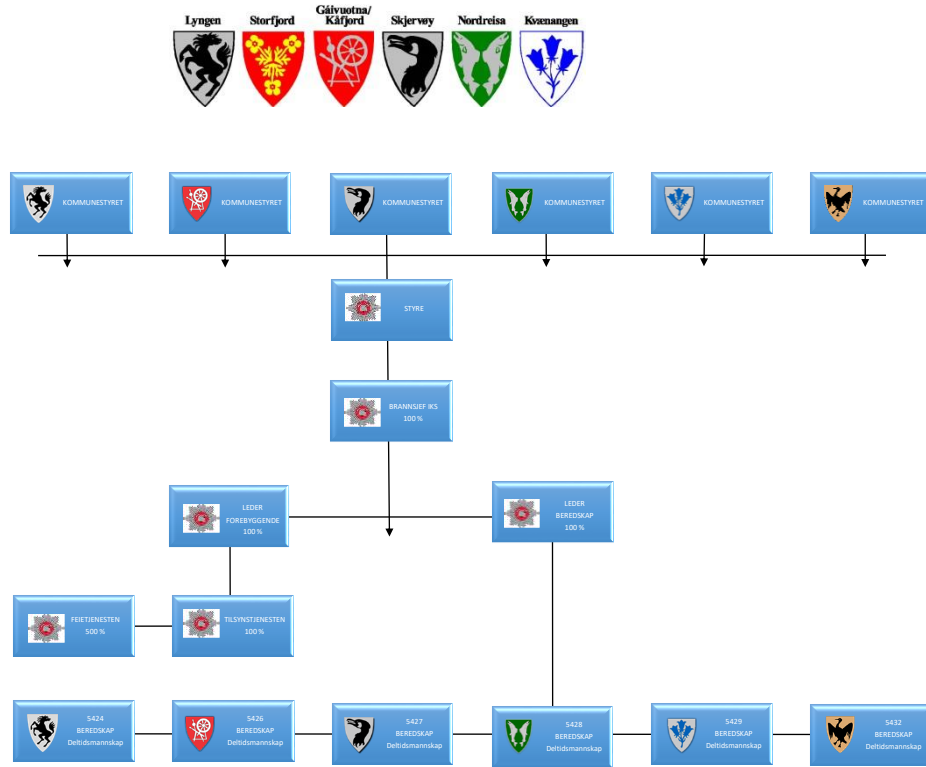 Lyngen
Storfjord
Gáivuotna/
Kåfjord
Skjervøy
Nordreisa
Kvænangen
KOMMUNESTYRET
KOMMUNESTYRET
KOMMUNESTYRET
KOMMUNESTYRET
KOMMUNESTYRET
KOMMUNESTYRET
STYRE
BRANNSJEF IKS
100 %
LEDER
FOREBYGGENDE
100 %
LEDER
BEREDSKAP
100 %
FEIETJENESTEN
500 %
TILSYNSTJENESTEN
100 %
5424
BEREDSKAP
Deltidsmannskap
5426
BEREDSKAP
Deltidsmannskap
5427
BEREDSKAP
Deltidsmannskap
5428
BEREDSKAP
Deltidsmannskap
5429
BEREDSKAP
Deltidsmannskap
5432
BEREDSKAP
Deltidsmannskap